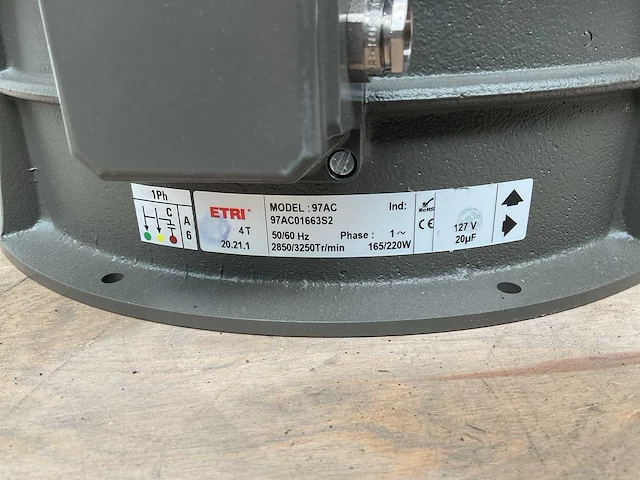 1Ph
C
A
6
ETRI®
4T
20.21.1
MODEL : 97AC
Ind:
97AC01663S2
50/60 Hz
Phase : 1 ~
2850/3250Tr/min
165/220W
RoHS
CE
127 V
20µF